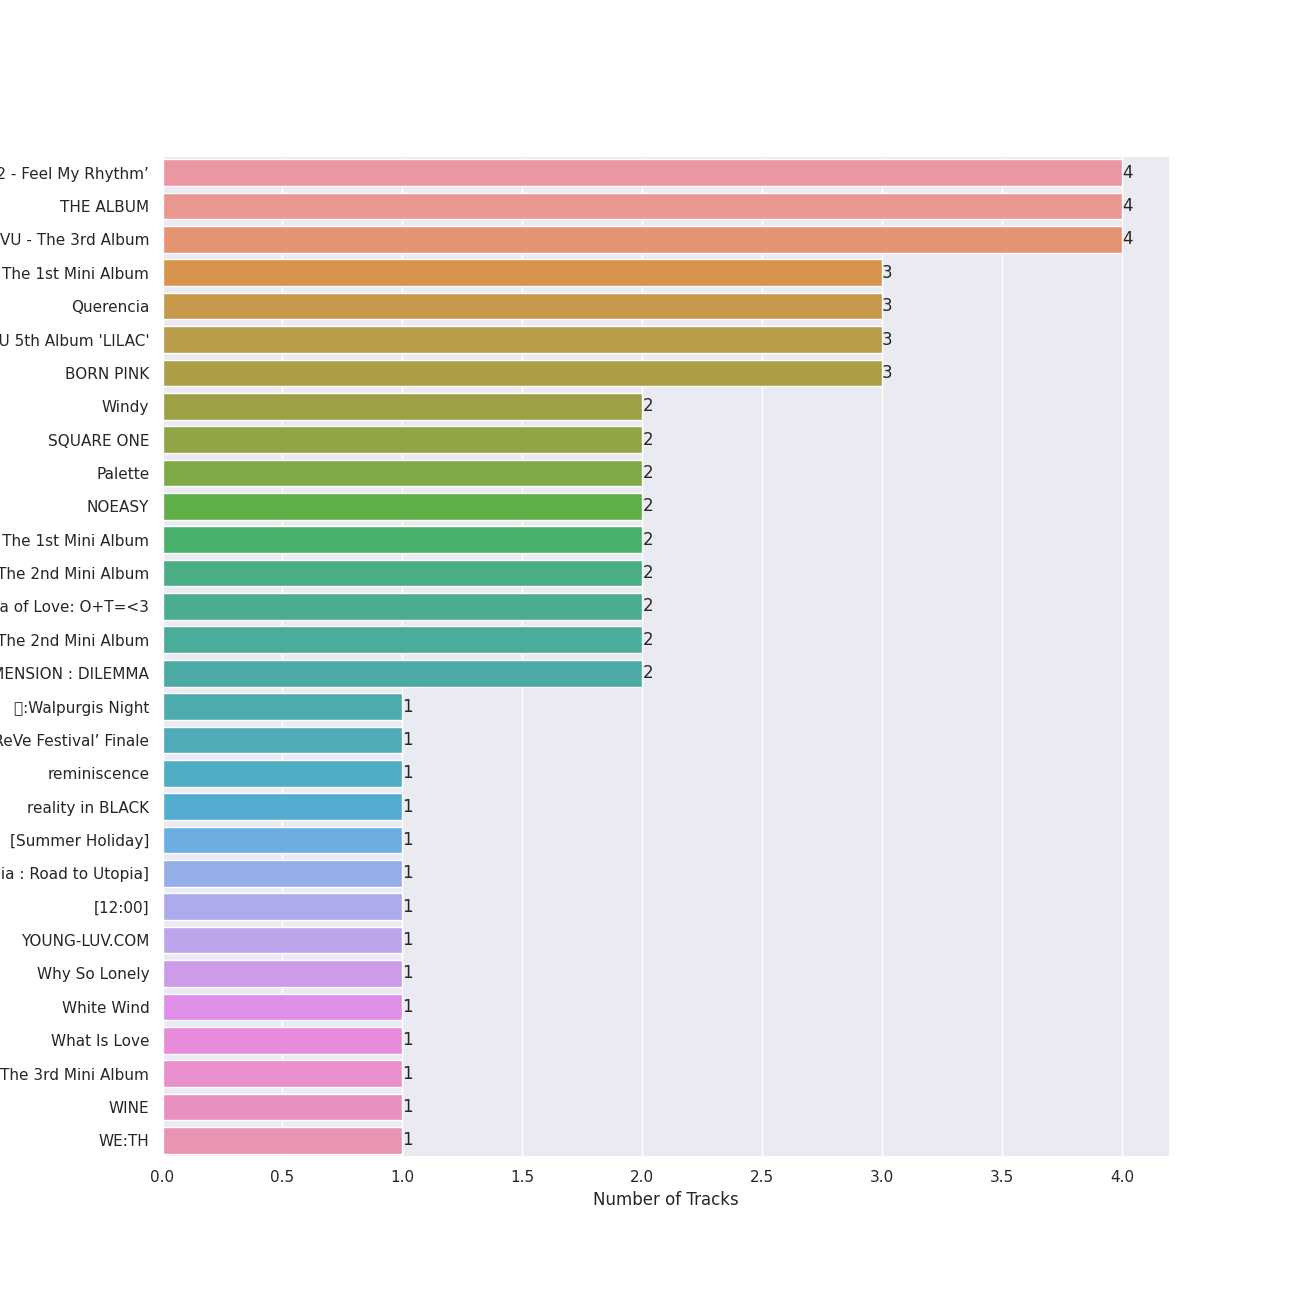 2 - Feel My Rhythm’ 4
THE ALBUM 4
VU - The 3rd Album 4
The 1st Mini Album 3
Querencia 3
U 5th Album 'LILAC' 3
BORN PINK 3
Windy 2
SQUARE ONE 2
Palette 2
NOEASY 2
The 1st Mini Album 2
The 2nd Mini Album 2
a of Love: O+T=<3 2
The 2nd Mini Album 2
MENSION : DILEMMA 2
:Walpurgis Night 1
ReVe Festival’ Finale 1
reminiscence 1
reality in BLACK 1
[Summer Holiday] 1
ia : Road to Utopia] 1
[12:00] 1
YOUNG-LUV.COM 1
Why So Lonely 1
White Wind 1
What Is Love 1
The 3rd Mini Album 1
WINE 1
WE:TH 1
0.0 0.5 1.0 1.5 2.0 2.5 3.0 3.5 4.0
Number of Tracks